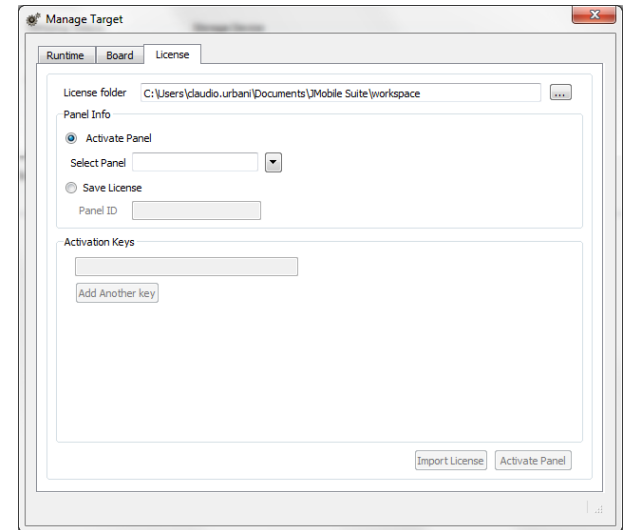 Manage Target
Runtime Board License
License folder C:\Users\claudio.urbani\Documents\JMobile Suite\workspace ...
Panel Info
Activate Panel
Select Panel
Save License
Panel ID
Activation Keys
Add Another key
Import License Activate Panel